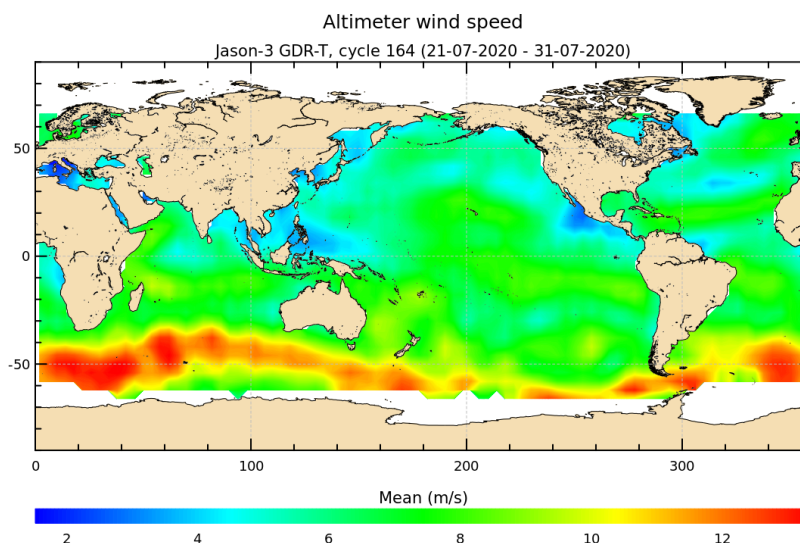 Altimeter wind speed
Jason-3 GDR-T, cycle 164 (21-07-2020 - 31-07-2020)
50
0
-50
0 100 200 300
Mean (m/s)
2 4 6 8 10 12